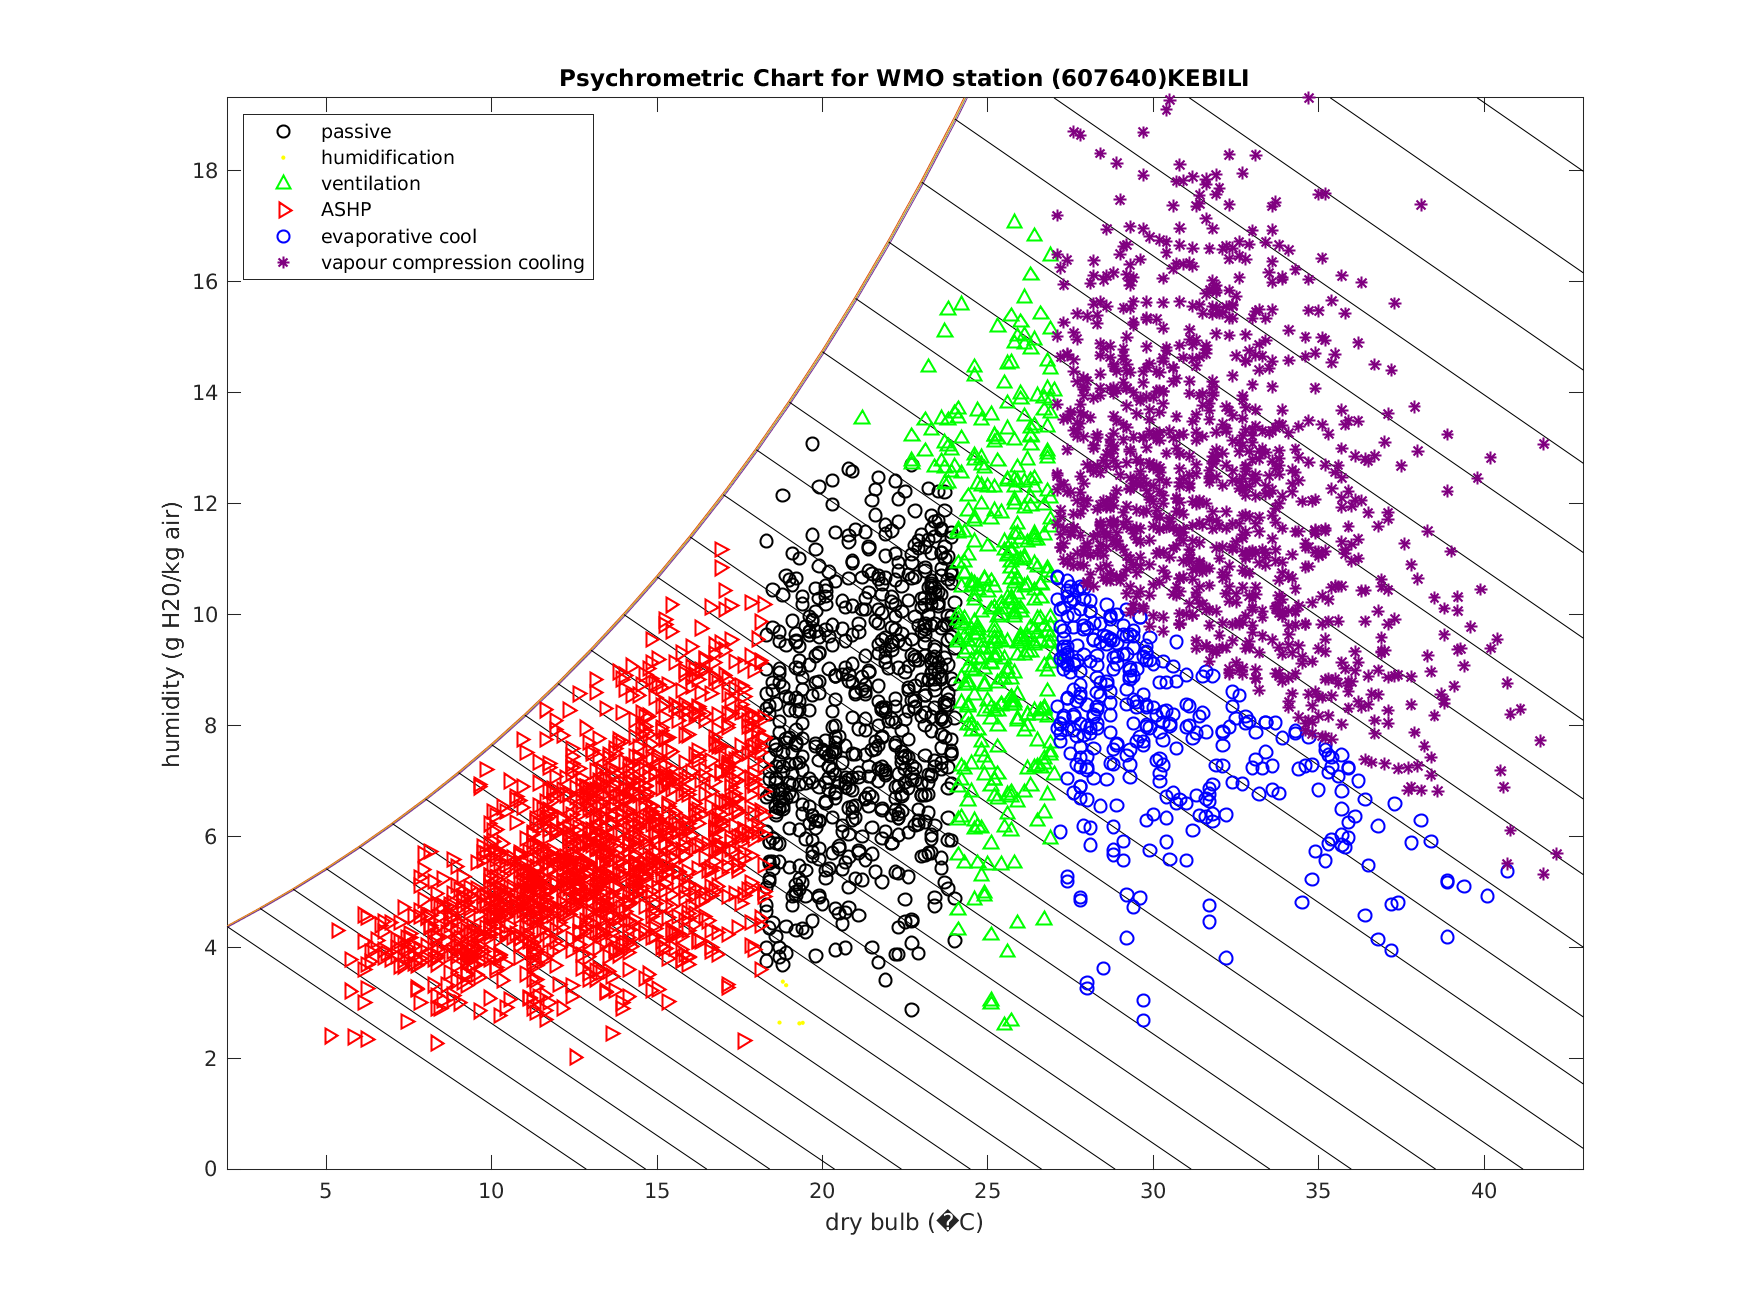 Psychrometric Chart for WMO station (607640)KEBILI
passive
humidification
ventilation
ASHP
evaporative cool
vapour compression cooling
18
16
14
12
10
8
6
4
2
0
humidity (g H20/kg air)
5 10 15 20 25 30 35 40
dry bulb (�C)